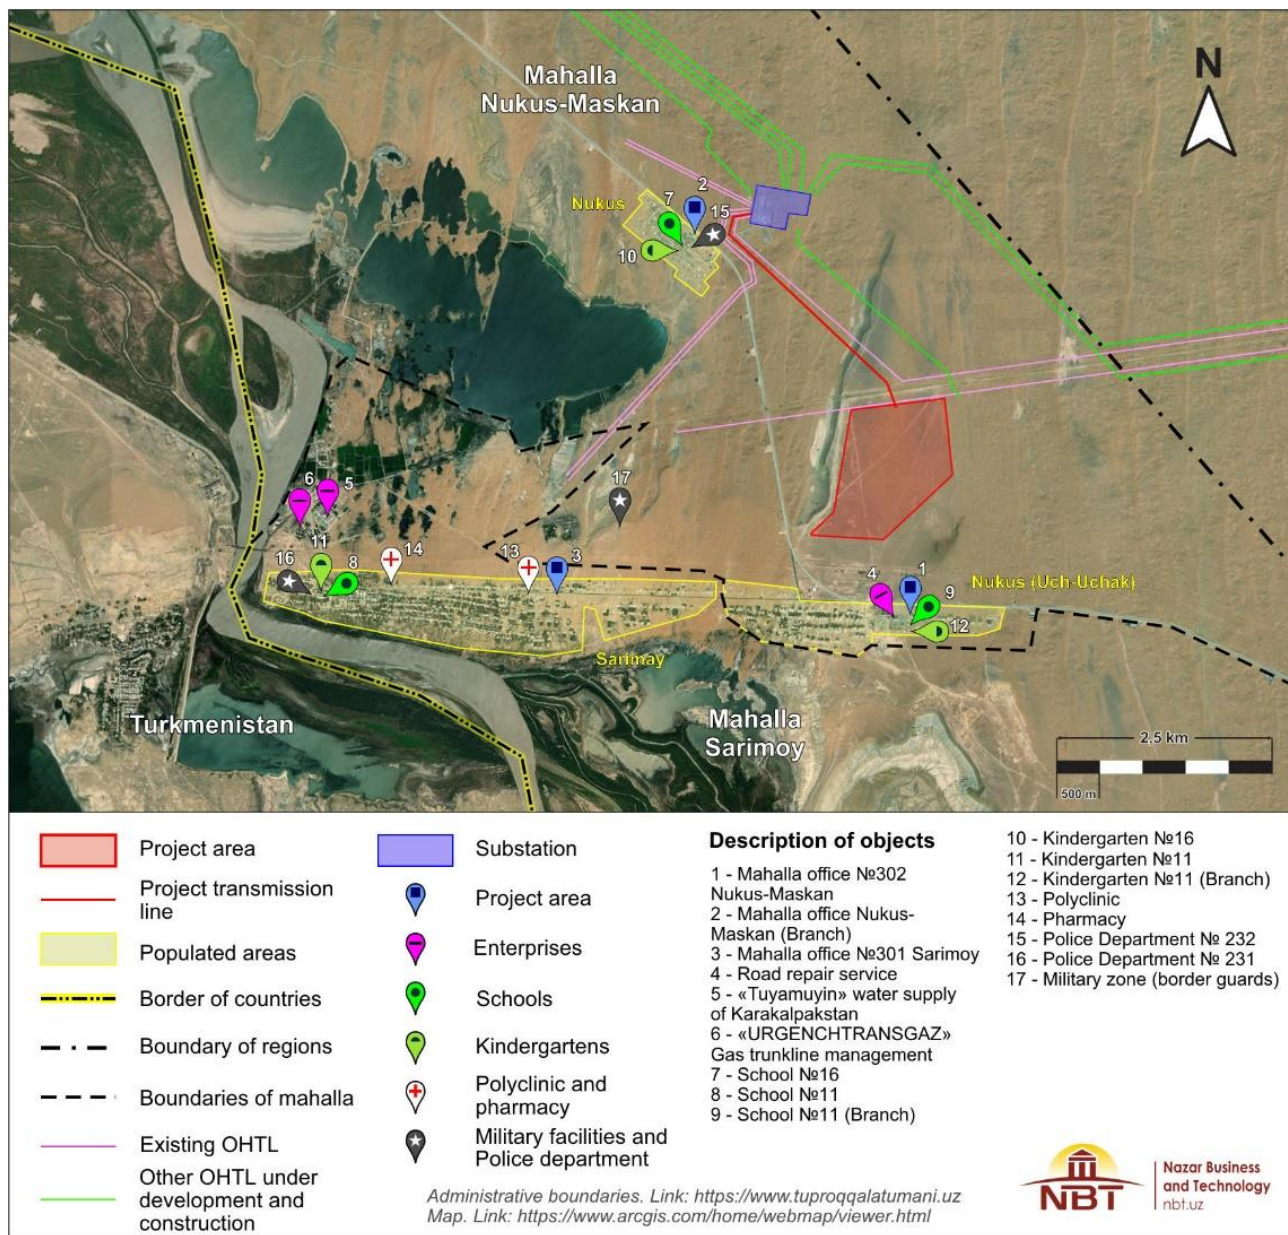 Mahalla
Nukus-Maskan
N
Nukus
2
7
15
10
17
6
5
11
16
8
14
13
3
4
1
9
12
Nukus (Uch-Uchak)
Sarimay
Turkmenistan
Mahalla
Sarimoy
2,5 km
500 m
Project area
Project transmission
line
Populated areas
Border of countries
Boundary of regions
Boundaries of mahalla
Existing OHTL
Other OHTL under
development and
construction
Substation
Project area
Enterprises
Schools
Kindergartens
Polyclinic and
pharmacy
Military facilities and
Police department
Description of objects
1 - Mahalla office №302
Nukus-Maskan
2 - Mahalla office Nukus-
Maskan (Branch)
3 - Mahalla office №301 Sarimoy
4 - Road repair service
5 - «Tuyamuyin» water supply
of Karakalpakstan
6 - «URGENCHTRANSGAZ»
Gas trunkline management
7 - School №16
8 - School №11
9 - School №11 (Branch)
10 - Kindergarten №16
11 - Kindergarten №11
12 - Kindergarten №11 (Branch)
13 - Polyclinic
14 - Pharmacy
15 - Police Department № 232
16 - Police Department № 231
17 - Military zone (border guards)
Administrative boundaries. Link: https://www.tuproqqalatumani.uz
Map. Link: https://www.arcgis.com/home/webmap/viewer.html
NBT
Nazar Business
and Technology
nbt.uz